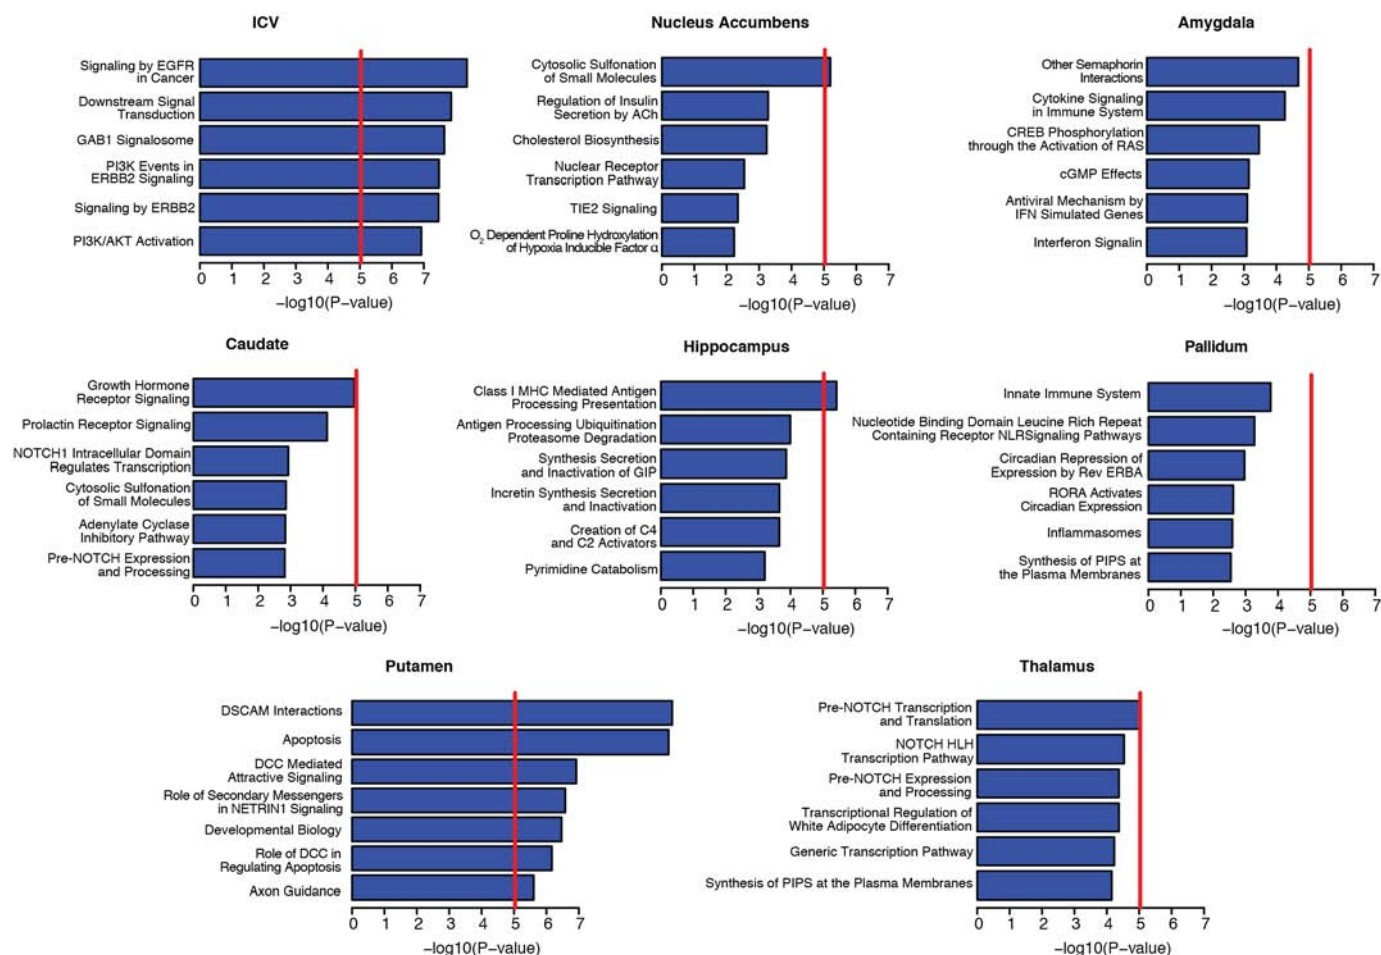 ICV
Signaling by EGFR
in Cancer
Downstream Signal
Transduction
GAB1 Signalosome
PI3K Events in
ERBB2 Signaling
Signaling by ERBB2
PI3K/AKT Activation
0 1 2 3 4 5 6 7
−log10(P−value)
Nucleus Accumbens
Cytosolic Sulfonation
of Small Molecules
Regulation of Insulin
Secretion by ACh
Cholesterol Biosynthesis
Nuclear Receptor
Transcription Pathway
TIE2 Signaling
O2 Dependent Proline Hydroxylation
of Hypoxia Inducible Factor α
0 1 2 3 4 5 6 7
−log10(P−value)
Amygdala
Other Semaphorin
Interactions
Cytokine Signaling
in Immune System
CREB Phosphorylation
through the Activation of RAS
cGMP Effects
Antiviral Mechanism by
IFN Simulated Genes
Interferon Signalin
0 1 2 3 4 5 6 7
−log10(P−value)
Caudate
Growth Hormone
Receptor Signaling
Prolactin Receptor Signaling
NOTCH1 Intracellular Domain
Regulates Transcription
Cytosolic Sulfonation
of Small Molecules
Adenylate Cyclase
Inhibitory Pathway
Pre-NOTCH Expression
and Processing
0 1 2 3 4 5 6 7
−log10(P−value)
Hippocampus
Class I MHC Mediated Antigen
Processing Presentation
Antigen Processing Ubiquitination
Proteasome Degradation
Synthesis Secretion
and Inactivation of GIP
Incretin Synthesis Secretion
and Inactivation
Creation of C4
and C2 Activators
Pyrimidine Catabolism
0 1 2 3 4 5 6 7
−log10(P−value)
Pallidum
Innate Immune System
Nucleotide Binding Domain Leucine Rich Repeat
Containing Receptor NLRSignaling Pathways
Circadian Repression of
Expression by Rev ERBA
RORA Activates
Circadian Expression
Inflammasomes
Synthesis of PIPS at
the Plasma Membranes
0 1 2 3 4 5 6 7
−log10(P−value)
Putamen
DSCAM Interactions
Apoptosis
DCC Mediated
Attractive Signaling
Role of Secondary Messengers
in NETRIN1 Signaling
Developmental Biology
Role of DCC in
Regulating Apoptosis
Axon Guidance
0 1 2 3 4 5 6 7
−log10(P−value)
Thalamus
Pre-NOTCH Transcription
and Translation
NOTCH HLH
Transcription Pathway
Pre-NOTCH Expression
and Processing
Transcriptional Regulation of
White Adipocyte Differentiation
Generic Transcription Pathway
Synthesis of PIPS at the Plasma Membranes
0 1 2 3 4 5 6 7
−log10(P−value)